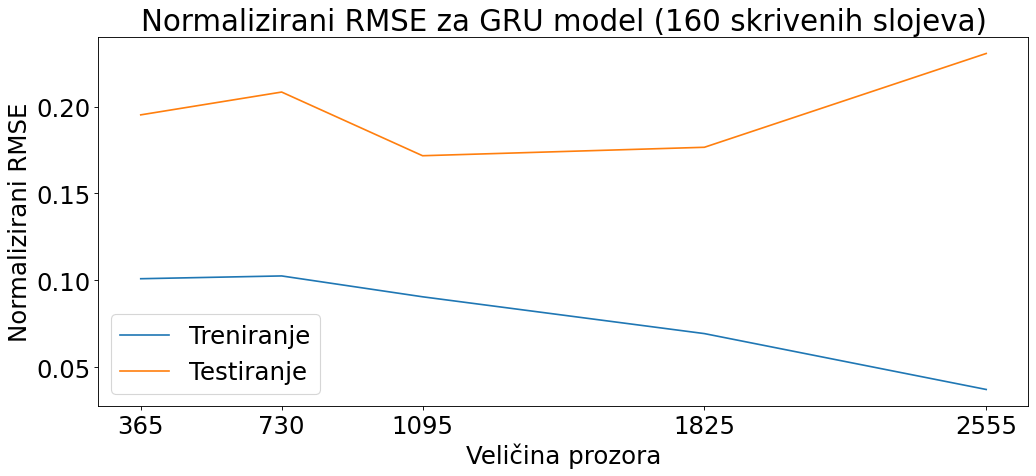 Normalizirani RMSE za GRU model (160 skrivenih slojeva)
Normalizirani RMSE
0.20
0.15
0.10
0.05
Treniranje
Testiranje
365 730 1095 1825 2555
Veličina prozora